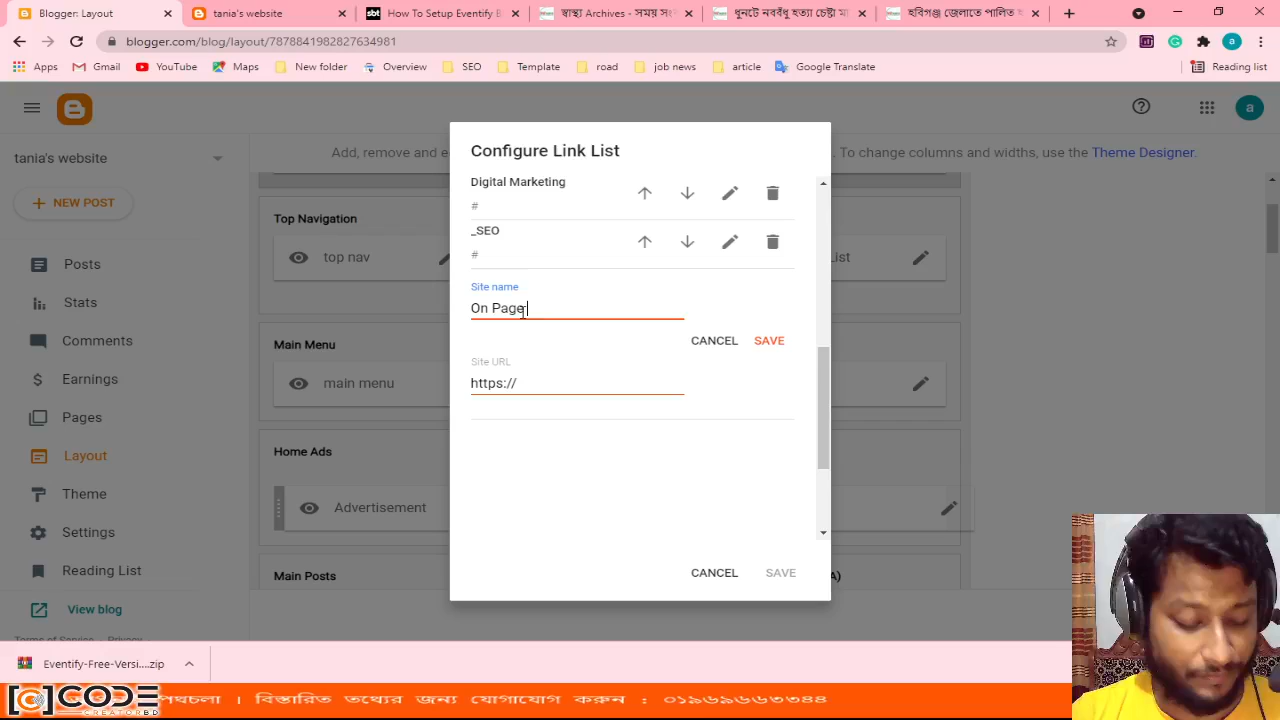 Blogger: Layout
tania's website
How To Setup Eventify B
স্বাস্থ্য Archives - সময় সং
ধুনটে নববধূ হত্যা চেষ্টা মা
হবিগঞ্জ জেলাতে পালিত হ
blogger.com/blog/layout/7878841982827634981
a
Apps
Gmail
YouTube
Maps
New folder
Overview
SEO
Template
road
job news
article
Google Translate
Reading list
a
tania's website
Add, remove and e
. To change columns and widths, use the Theme Designer.
NEW POST
Posts
Stats
Comments
Earnings
Pages
Layout
Theme
Settings
Reading List
View blog
Terms of Service
Privacy
Top Navigation
top nav
List
Main Menu
main menu
Home Ads
Advertisement
Main Posts
A)
Configure Link List
Digital Marketing
#
_SEO
#
Site name
On Page
CANCEL
SAVE
Site URL
https://
CANCEL
SAVE
Eventify-Free-Versi....zip
[C] CODE
CREATORBD
পথচলা । বিস্তারিত তথ্যের জন্য যোগাযোগ করুন : ০১৯৬৯৬৬৩৩৪৪